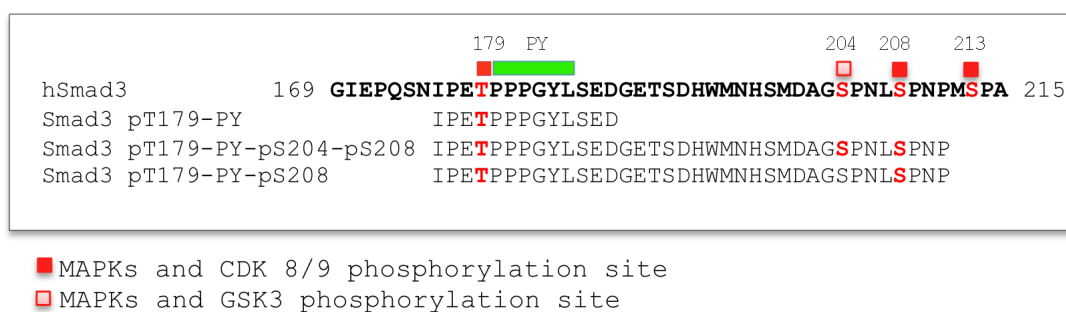 179 PY 204 208 213
hSmad3 169 GIEPQSNIPETPPPGYLSEDGETSDHWMNHSMDAGSPNLSPNPMSPA 215
Smad3 pT179-PY IPETPPPGYLSED
Smad3 pT179-PY-pS204-pS208 IPETPPPGYLSEDGETSDHWMNHSMDAGSPNLSPNP
Smad3 pT179-PY-pS208 IPETPPPGYLSEDGETSDHWMNHSMDAGSPNLSPNP
MAPKs and CDK 8/9 phosphorylation site
MAPKs and GSK3 phosphorylation site